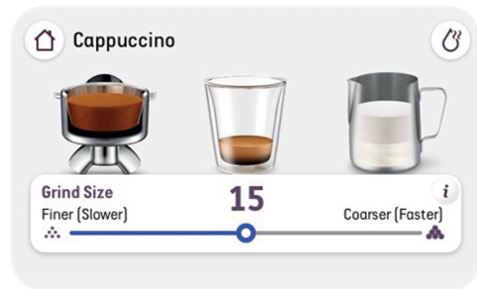 Cappuccino
Grind Size
15
i
Finer (Slower)
Coarser (Faster)